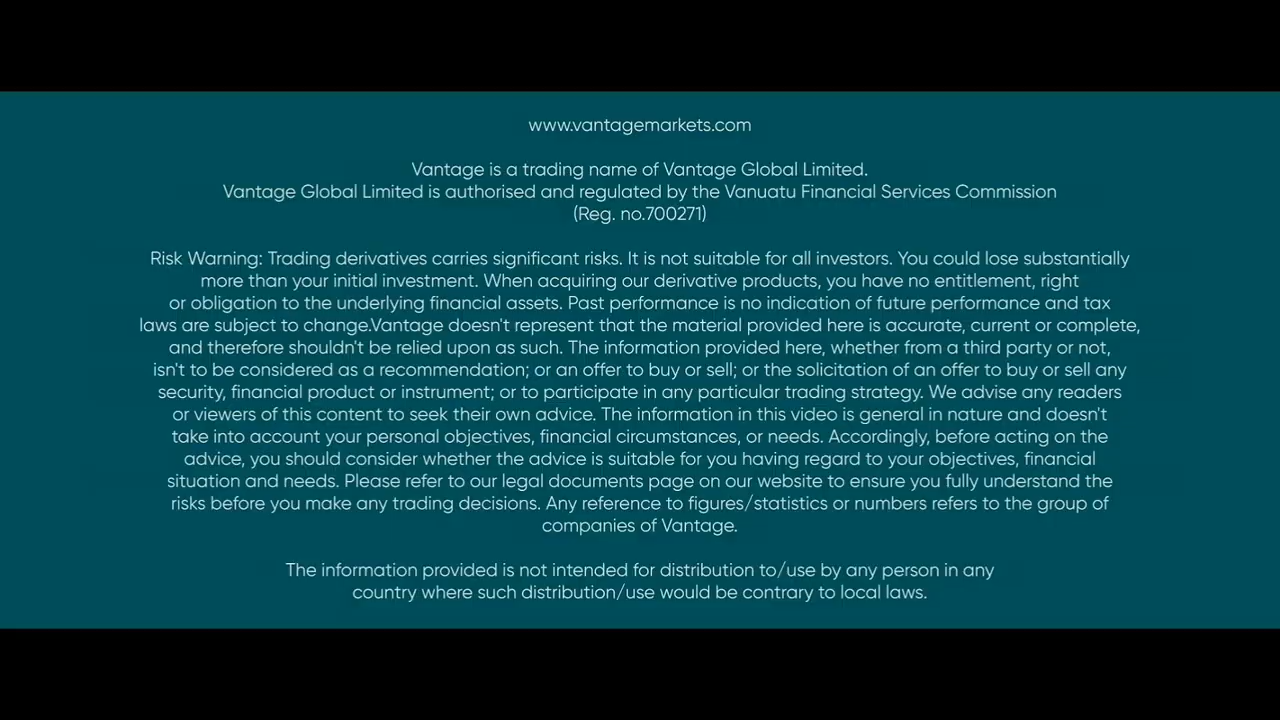 www.vantagemarkets.com
Vantage is a trading name of Vantage Global Limited.
Vantage Global Limited is authorised and regulated by the Vanuatu Financial Services Commission
(Reg. no.700271)
Risk Warning: Trading derivatives carries significant risks. It is not suitable for all investors. You could lose substantially
more than your initial investment. When acquiring our derivative products, you have no entitlement, right
or obligation to the underlying financial assets. Past performance is no indication of future performance and tax
laws are subject to change.Vantage doesn't represent that the material provided here is accurate, current or complete,
and therefore shouldn't be relied upon as such. The information provided here, whether from a third party or not,
isn't to be considered as a recommendation; or an offer to buy or sell; or the solicitation of an offer to buy or sell any
security, financial product or instrument; or to participate in any particular trading strategy. We advise any readers
or viewers of this content to seek their own advice. The information in this video is general in nature and doesn't
take into account your personal objectives, financial circumstances, or needs. Accordingly, before acting on the
advice, you should consider whether the advice is suitable for you having regard to your objectives, financial
situation and needs. Please refer to our legal documents page on our website to ensure you fully understand the
risks before you make any trading decisions. Any reference to figures/statistics or numbers refers to the group of
companies of Vantage.
The information provided is not intended for distribution to/use by any person in any
country where such distribution/use would be contrary to local laws.